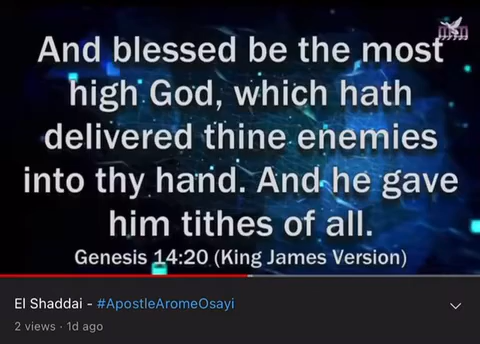 And blessed be the most
high God, which hath
delivered thine enemies
into thy hand. And he gave
him tithes of all.
Genesis 14:20 (King James Version)
El Shaddai - #ApostleAromeOsayi
2 views · 1d ago